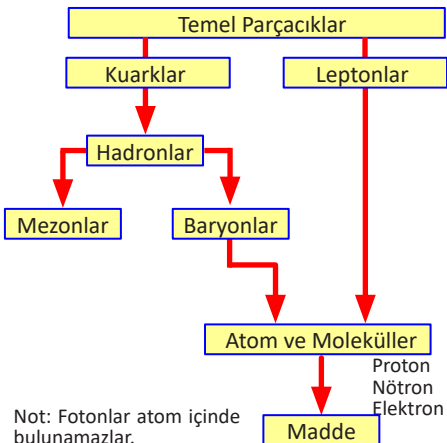 Temel Parçacıklar
Kuarklar
Leptonlar
Hadronlar
Mezonlar
Baryonlar
Atom ve Moleküller
Proton
Nötron
Elektron
Not: Fotonlar atom içinde
bulunamazlar.
Madde